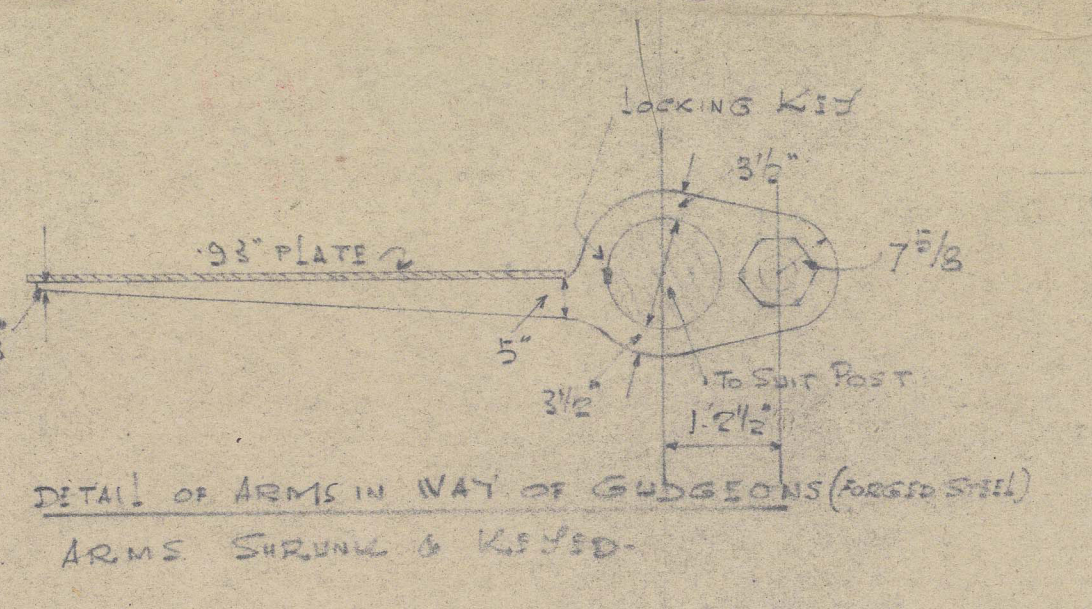 LOCKING KEY
3½"
.93" PLATE
7⅝
5"
3½"
TO SUIT POST
1'2½"
DETAIL OF ARMS IN WAY OF GUDGEONS (FORGED STEEL)
ARMS SHRUNK & KEYED-